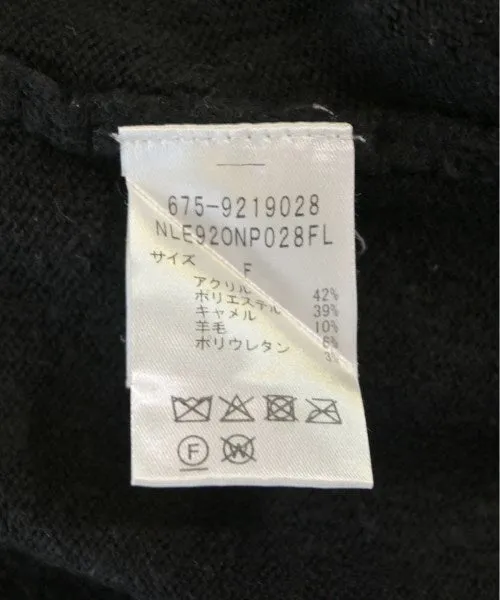 675-9219028
NLE920NP028FL
サイズ
F
アクリル 42%
ポリエステル 39%
キャメル 10%
羊毛 6%
ポリウレタン 3%
F
W